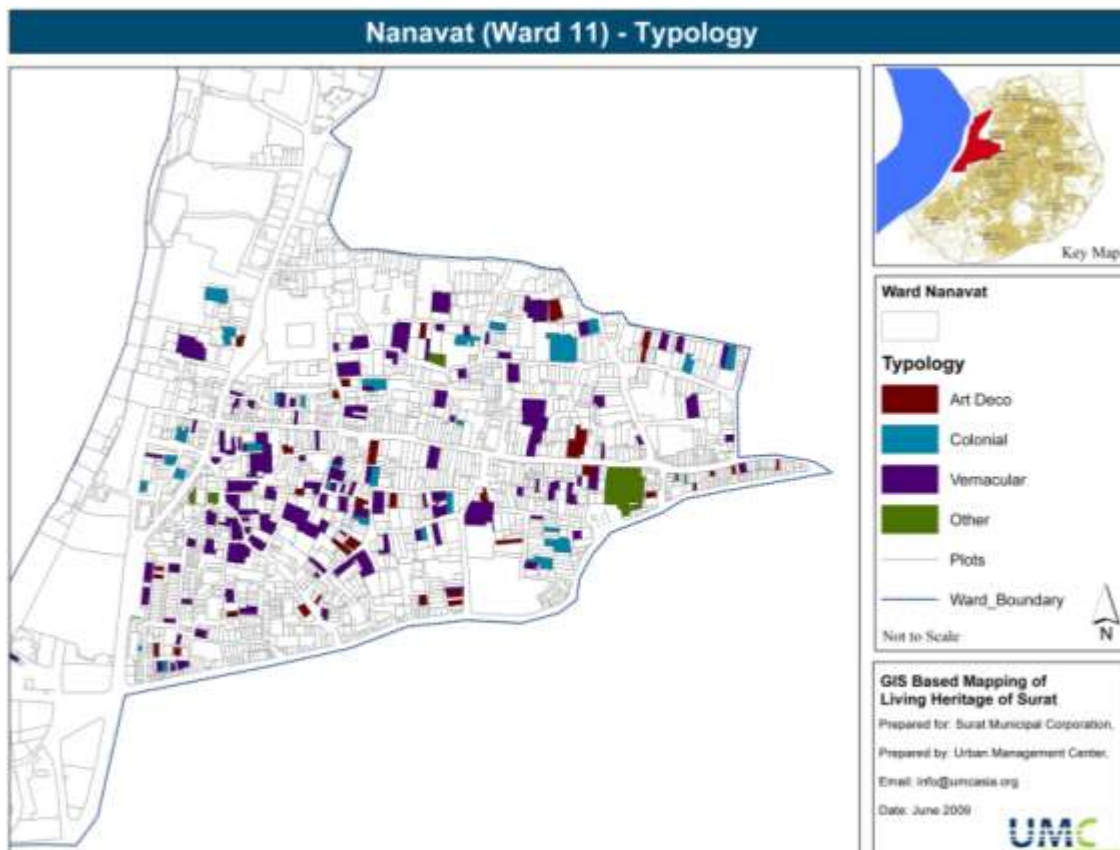 Nanavat (Ward 11) - Typology
Key Map
Ward Nanavat
Typology
Art Deco
Colonial
Vernacular
Other
Plots
Ward_Boundary
Not to Scale
N
GIS Based Mapping of
Living Heritage of Surat
Prepared for: Surat Municipal Corporation,
Prepared by: Urban Management Center,
Email: info@umcasia.org
Date: June 2009
UMC